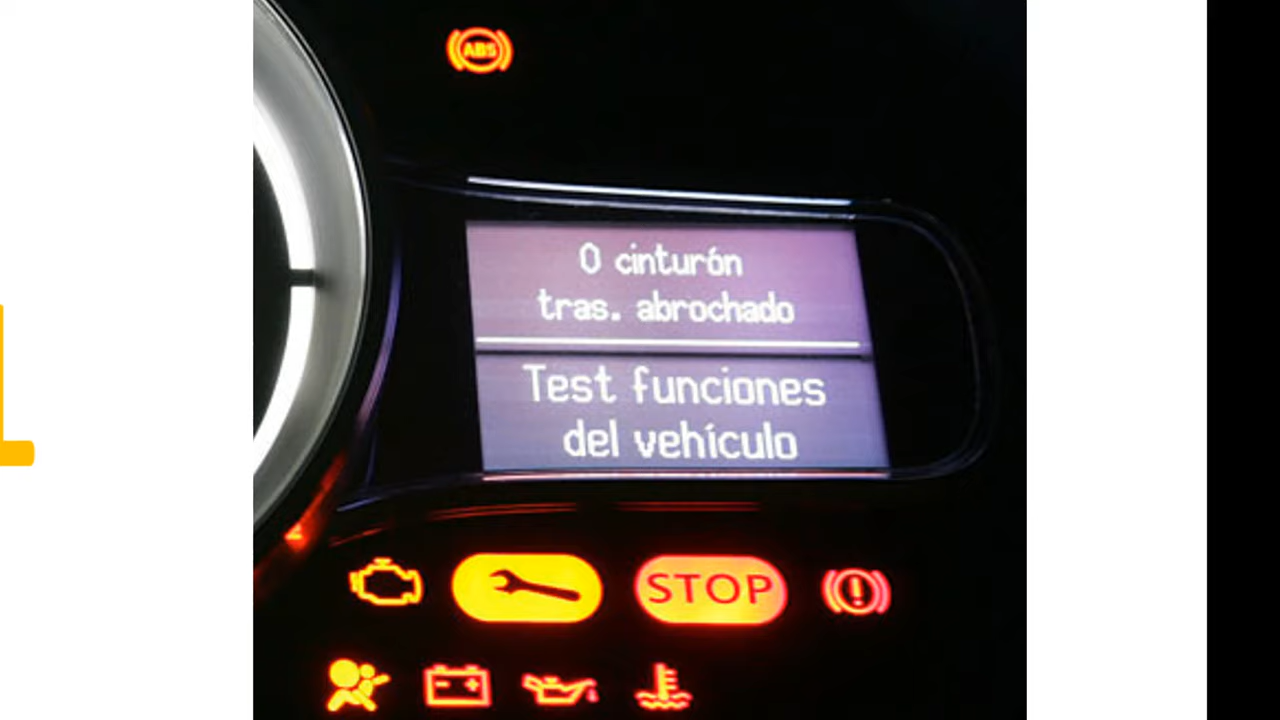 ABS
0 cinturón
tras. abrochado
Test funciones
del vehículo
STOP